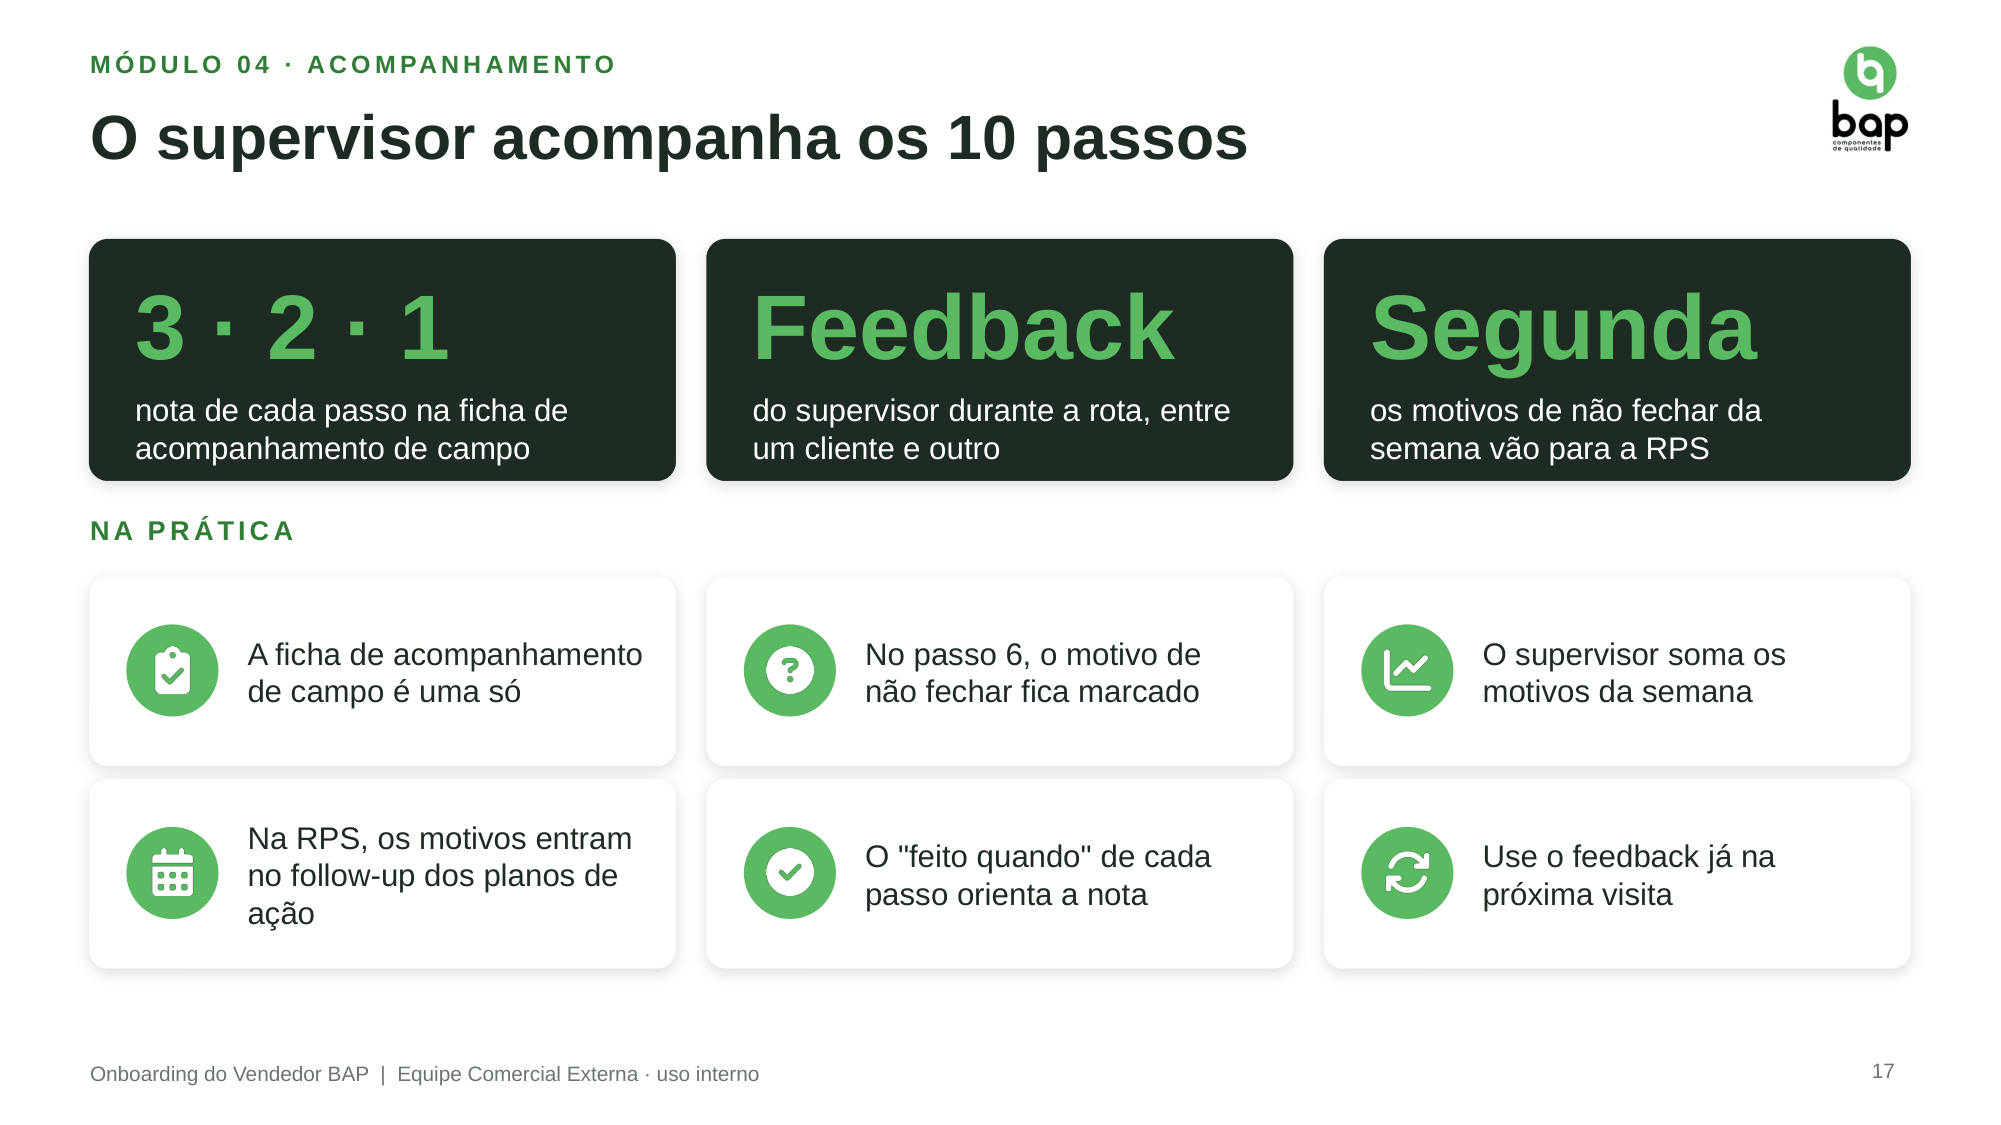 MÓDULO 04 · ACOMPANHAMENTO
O supervisor acompanha os 10 passos
bap
componentes
de qualidade
3 · 2 · 1
nota de cada passo na ficha de
acompanhamento de campo
Feedback
do supervisor durante a rota, entre
um cliente e outro
Segunda
os motivos de não fechar da
semana vão para a RPS
NA PRÁTICA
A ficha de acompanhamento
de campo é uma só
No passo 6, o motivo de
não fechar fica marcado
O supervisor soma os
motivos da semana
Na RPS, os motivos entram
no follow-up dos planos de
ação
O "feito quando" de cada
passo orienta a nota
Use o feedback já na
próxima visita
Onboarding do Vendedor BAP | Equipe Comercial Externa · uso interno
17